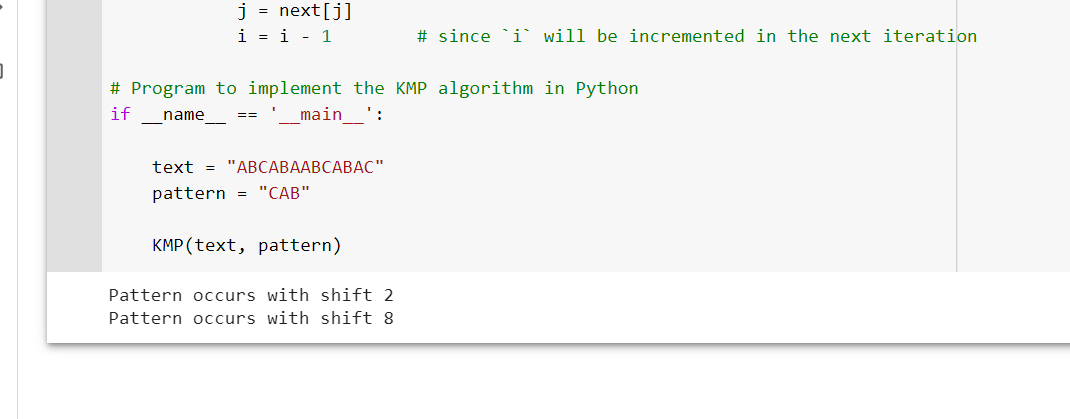 j = next[j]
i = i - 1        # since `i` will be incremented in the next iteration
# Program to implement the KMP algorithm in Python
if __name__ == '__main__':
text = "ABCABAABCABAC"
pattern = "CAB"
KMP(text, pattern)
Pattern occurs with shift 2
Pattern occurs with shift 8